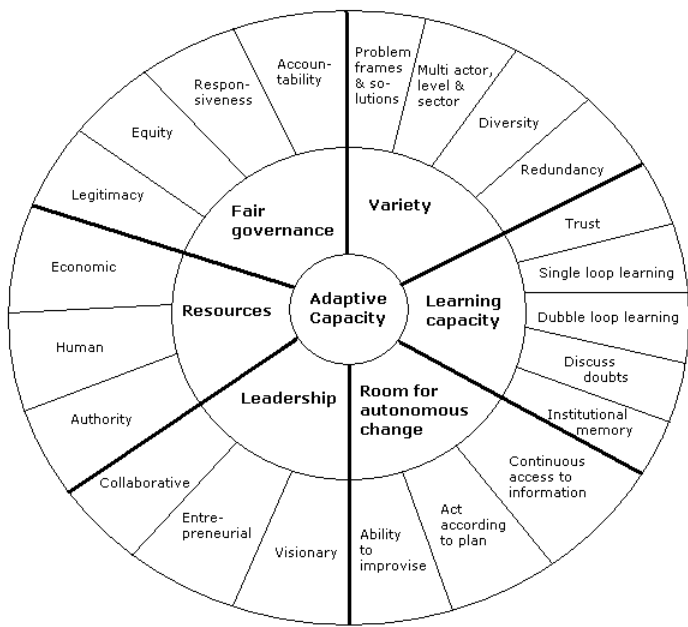 Adaptive
Capacity
Variety
Problem
frames
& so-
lutions
Multi actor,
level &
sector
Diversity
Redundancy
Learning
capacity
Trust
Single loop learning
Dubble loop learning
Discuss
doubts
Institutional
memory
Room for
autonomous
change
Continuous
access to
information
Act
according
to plan
Ability
to
improvise
Leadership
Visionary
Entre-
preneurial
Collaborative
Resources
Authority
Human
Economic
Fair
governance
Legitimacy
Equity
Respon-
siveness
Accoun-
tability